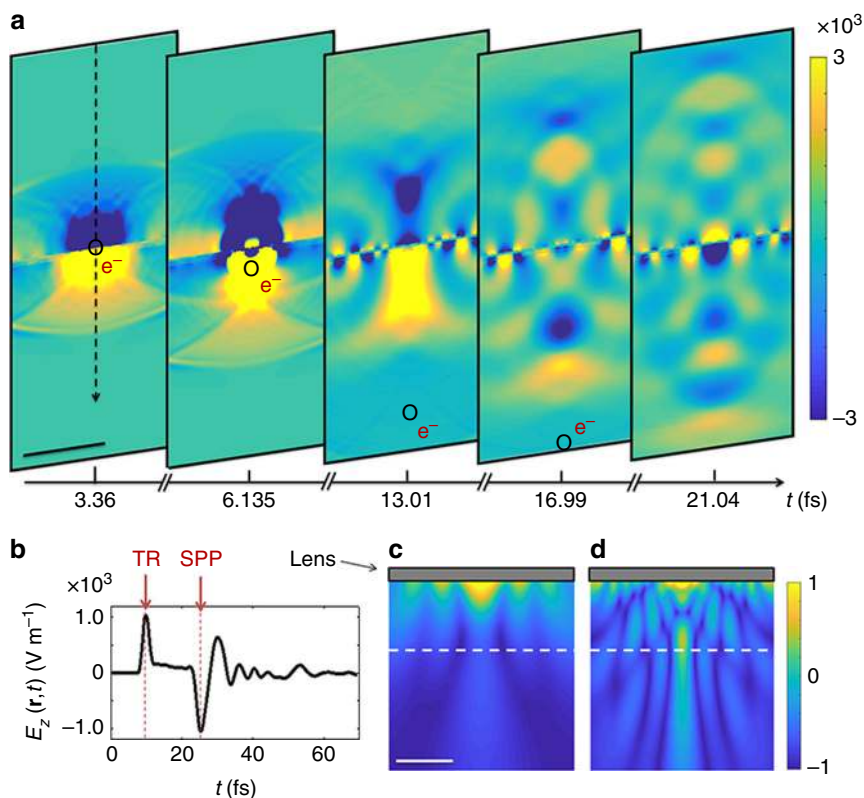 a
×10³
3
−3
e−
e−
e−
e−
3.36 6.135 13.01 16.99 21.04 t (fs)
b
TR SPP
×10³
1.0
0
−1.0
E_z (r,t) (V m⁻¹)
0 20 40 60
t (fs)
Lens
c
d
1
0
−1